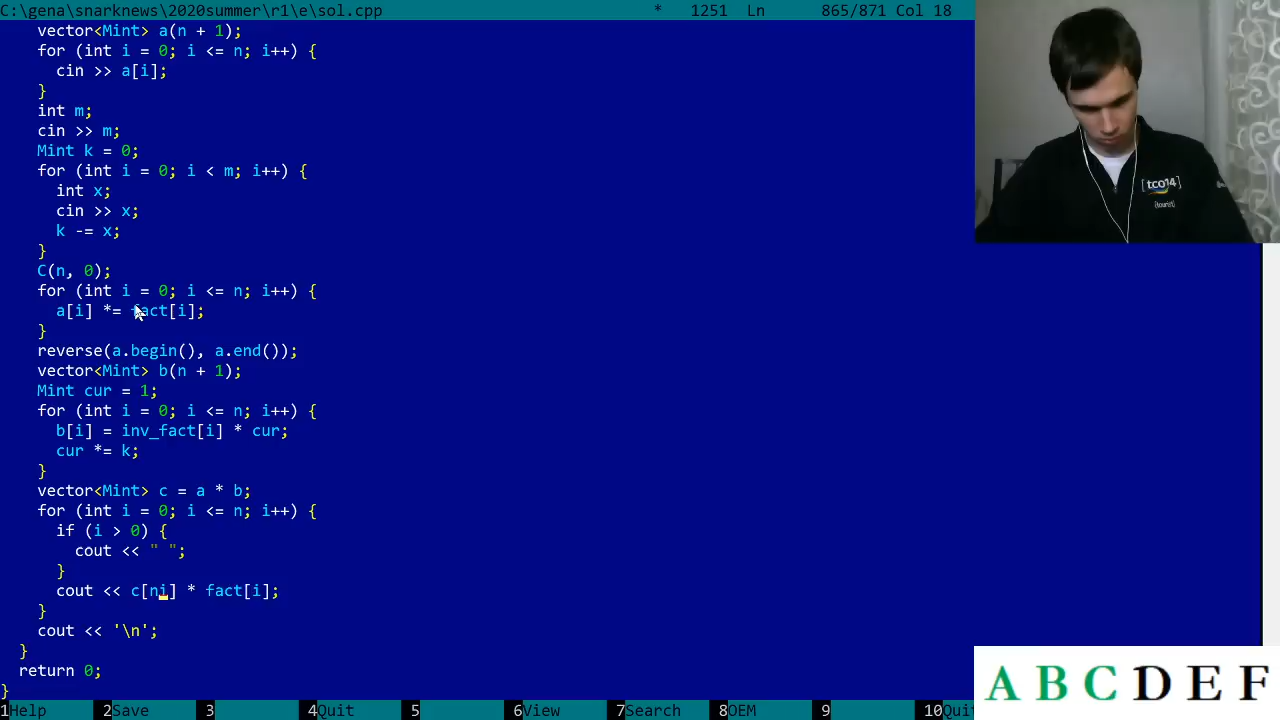 C:\gena\snarknews\2020summer\r1\e\sol.cpp * 1251 Ln 865/871 Col 18
vector<Mint> a(n + 1);
for (int i = 0; i <= n; i++) {
cin >> a[i];
}
int m;
cin >> m;
Mint k = 0;
for (int i = 0; i < m; i++) {
int x;
cin >> x;
k -= x;
}
C(n, 0);
for (int i = 0; i <= n; i++) {
a[i] *= fact[i];
}
reverse(a.begin(), a.end());
vector<Mint> b(n + 1);
Mint cur = 1;
for (int i = 0; i <= n; i++) {
b[i] = inv_fact[i] * cur;
cur *= k;
}
vector<Mint> c = a * b;
for (int i = 0; i <= n; i++) {
if (i > 0) {
cout << " ";
}
cout << c[ni] * fact[i];
}
cout << '\n';
}
return 0;
}
1Help 2Save 3 4Quit 5 6View 7Search 8OEM 9 10Qui
[tco14]
{tourist}
A B C D E F